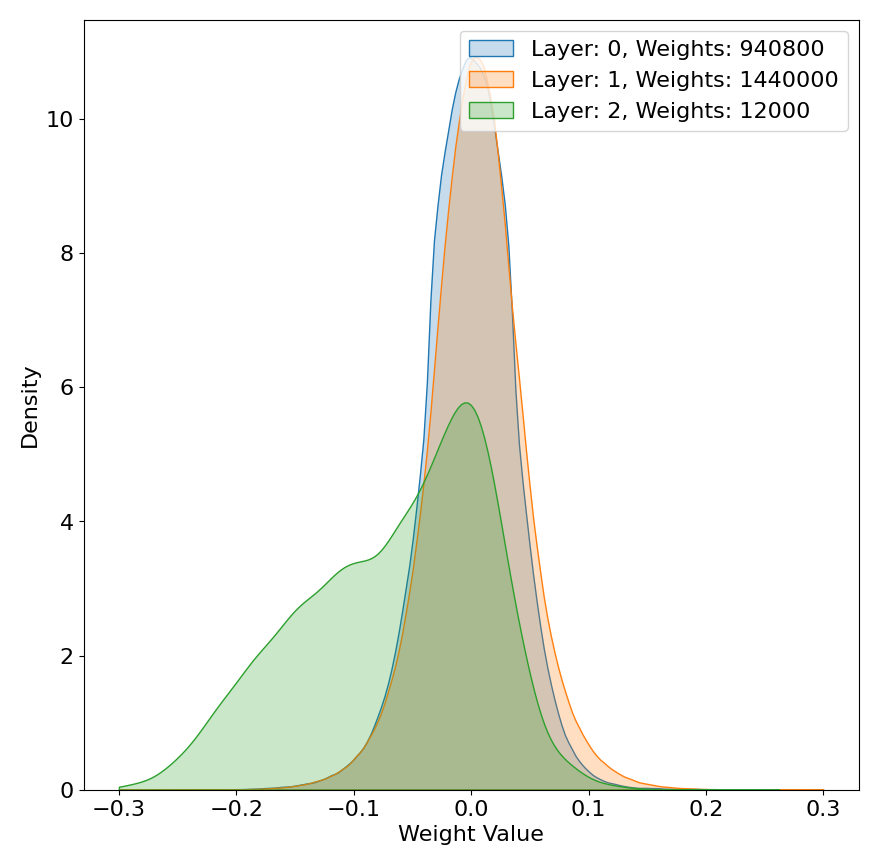 Layer: 0, Weights: 940800
Layer: 1, Weights: 1440000
Layer: 2, Weights: 12000
10
8
6
4
2
0
Density
−0.3 −0.2 −0.1 0.0 0.1 0.2 0.3
Weight Value